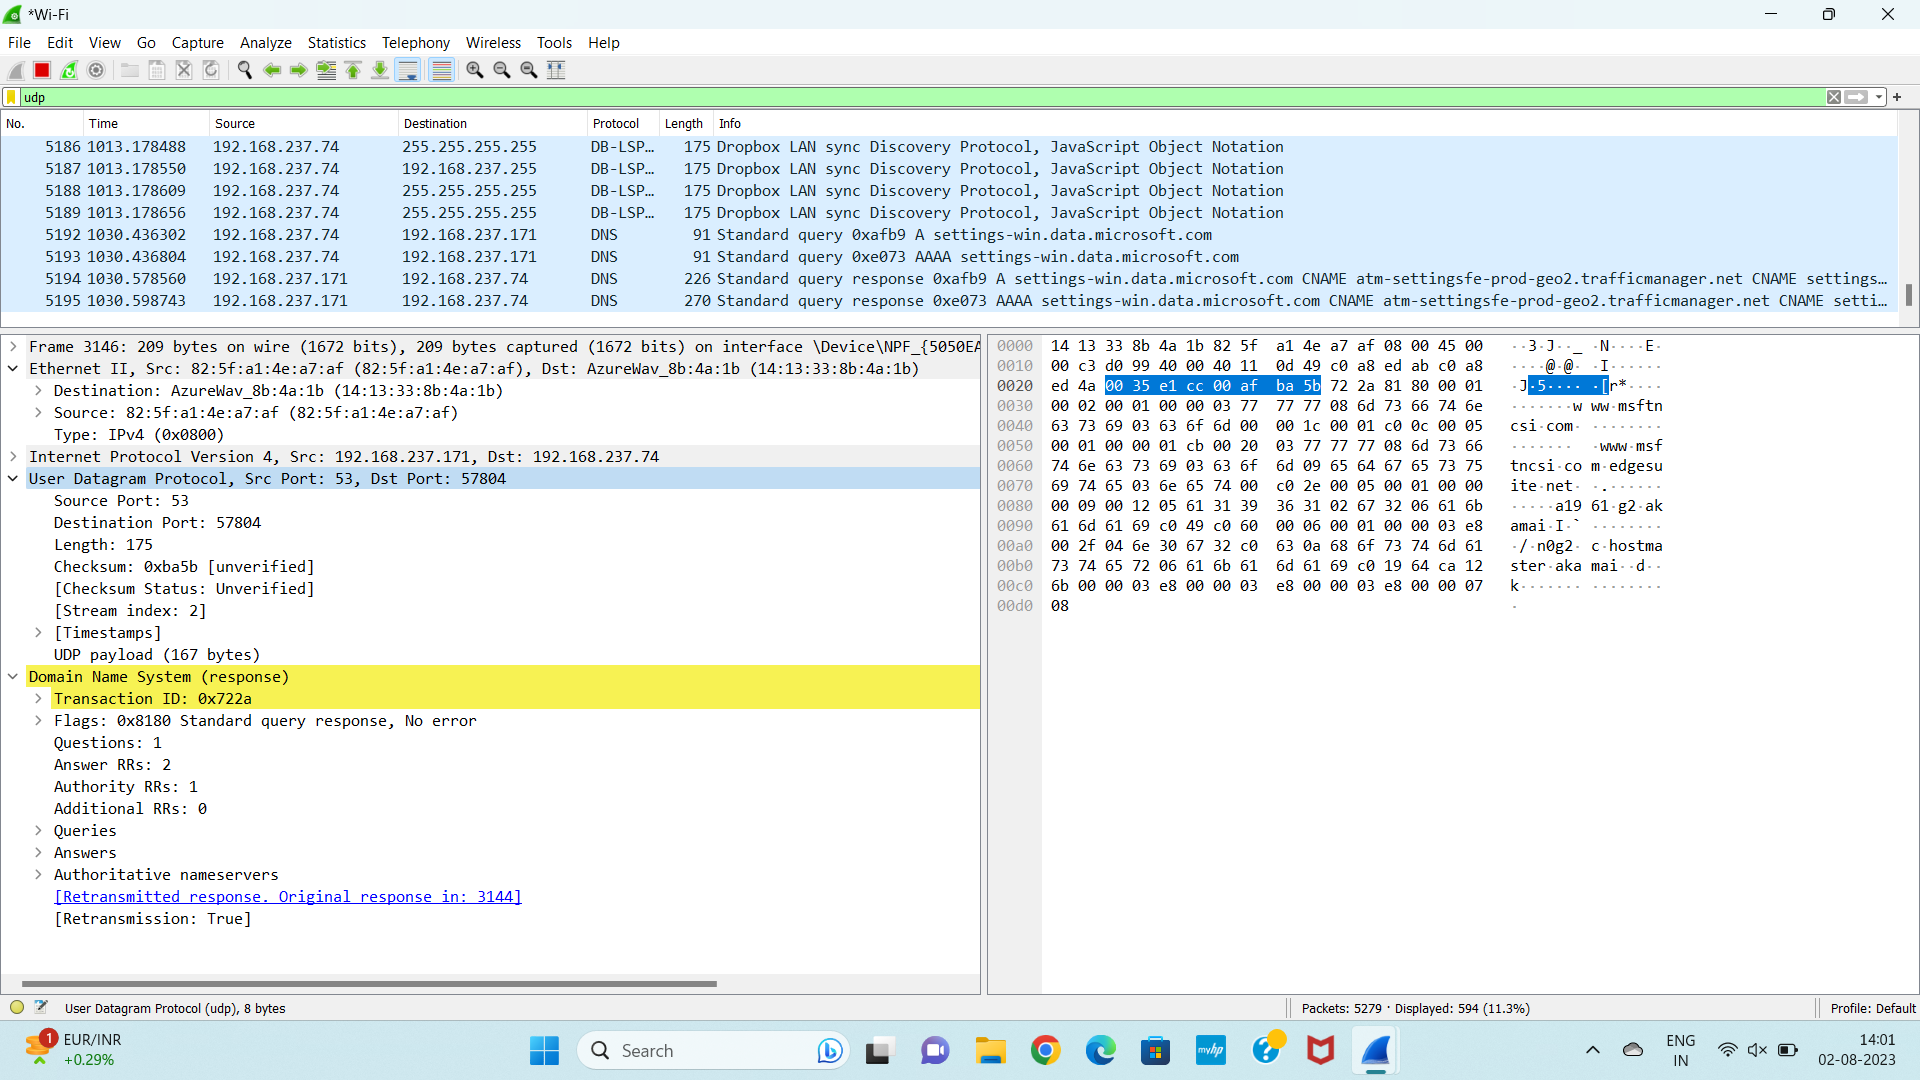 *Wi-Fi
File Edit View Go Capture Analyze Statistics Telephony Wireless Tools Help
udp
No. Time Source Destination Protocol Length Info
5186 1013.178488 192.168.237.74 255.255.255.255 DB-LSP… 175 Dropbox LAN sync Discovery Protocol, JavaScript Object Notation
5187 1013.178550 192.168.237.74 192.168.237.255 DB-LSP… 175 Dropbox LAN sync Discovery Protocol, JavaScript Object Notation
5188 1013.178609 192.168.237.74 255.255.255.255 DB-LSP… 175 Dropbox LAN sync Discovery Protocol, JavaScript Object Notation
5189 1013.178656 192.168.237.74 255.255.255.255 DB-LSP… 175 Dropbox LAN sync Discovery Protocol, JavaScript Object Notation
5192 1030.436302 192.168.237.74 192.168.237.171 DNS 91 Standard query 0xafb9 A settings-win.data.microsoft.com
5193 1030.436804 192.168.237.74 192.168.237.171 DNS 91 Standard query 0xe073 AAAA settings-win.data.microsoft.com
5194 1030.578560 192.168.237.171 192.168.237.74 DNS 226 Standard query response 0xafb9 A settings-win.data.microsoft.com CNAME atm-settingsfe-prod-geo2.trafficmanager.net CNAME settings…
5195 1030.598743 192.168.237.171 192.168.237.74 DNS 270 Standard query response 0xe073 AAAA settings-win.data.microsoft.com CNAME atm-settingsfe-prod-geo2.trafficmanager.net CNAME setti…
Frame 3146: 209 bytes on wire (1672 bits), 209 bytes captured (1672 bits) on interface \Device\NPF_{5050EA
Ethernet II, Src: 82:5f:a1:4e:a7:af (82:5f:a1:4e:a7:af), Dst: AzureWav_8b:4a:1b (14:13:33:8b:4a:1b)
Destination: AzureWav_8b:4a:1b (14:13:33:8b:4a:1b)
Source: 82:5f:a1:4e:a7:af (82:5f:a1:4e:a7:af)
Type: IPv4 (0x0800)
Internet Protocol Version 4, Src: 192.168.237.171, Dst: 192.168.237.74
User Datagram Protocol, Src Port: 53, Dst Port: 57804
Source Port: 53
Destination Port: 57804
Length: 175
Checksum: 0xba5b [unverified]
[Checksum Status: Unverified]
[Stream index: 2]
[Timestamps]
UDP payload (167 bytes)
Domain Name System (response)
Transaction ID: 0x722a
Flags: 0x8180 Standard query response, No error
Questions: 1
Answer RRs: 2
Authority RRs: 1
Additional RRs: 0
Queries
Answers
Authoritative nameservers
[Retransmitted response. Original response in: 3144]
[Retransmission: True]
0000 14 13 33 8b 4a 1b 82 5f a1 4e a7 af 08 00 45 00 ··3·J··_ ·N····E·
0010 00 c3 d0 99 40 00 40 11 0d 49 c0 a8 ed ab c0 a8 ····@·@· ·I······
0020 ed 4a 00 35 e1 cc 00 af ba 5b 72 2a 81 80 00 01 ·J·5···· ·[r*····
0030 00 02 00 01 00 00 03 77 77 77 08 6d 73 66 74 6e ·······w ww·msftn
0040 63 73 69 03 63 6f 6d 00 00 1c 00 01 c0 0c 00 05 csi·com· ········
0050 00 01 00 00 01 cb 00 20 03 77 77 77 08 6d 73 66 ······· ·www·msf
0060 74 6e 63 73 69 03 63 6f 6d 09 65 64 67 65 73 75 tncsi·co m·edgesu
0070 69 74 65 03 6e 65 74 00 c0 2e 00 05 00 01 00 00 ite·net· ·.······
0080 00 09 00 12 05 61 31 39 36 31 02 67 32 06 61 6b ·····a19 61·g2·ak
0090 61 6d 61 69 c0 49 c0 60 00 06 00 01 00 00 03 e8 amai·I·` ········
00a0 00 2f 04 6e 30 67 32 c0 63 0a 68 6f 73 74 6d 61 ·/·n0g2· c·hostma
00b0 73 74 65 72 06 61 6b 61 6d 61 69 c0 19 64 ca 12 ster·aka mai··d··
00c0 6b 00 00 03 e8 00 00 03 e8 00 00 03 e8 00 00 07 k······· ········
00d0 08 ·
User Datagram Protocol (udp), 8 bytes
Packets: 5279 · Displayed: 594 (11.3%)
Profile: Default
1
EUR/INR
+0.29%
Search
myhp
ENG
IN
14:01
02-08-2023